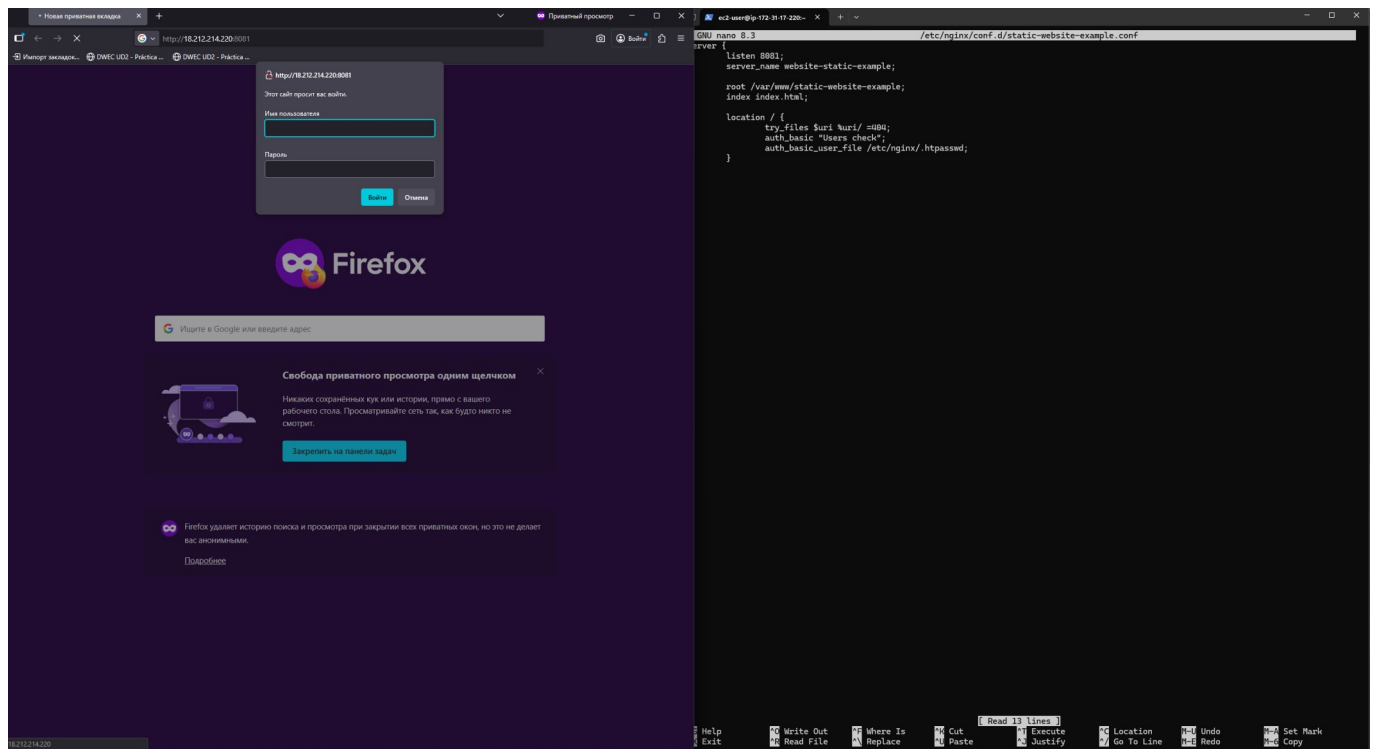 Новая приватная вкладка
Приватный просмотр
http://18.212.214.220:8081
Войти
Импорт закладок...
DWEC UD2 - Práctica ...
DWEC UD2 - Práctica ...
http://18.212.214.220:8081
Этот сайт просит вас войти.
Имя пользователя
Пароль
Войти
Отмена
Firefox
Ищите в Google или введите адрес
Свобода приватного просмотра одним щелчком
Никаких сохранённых кук или истории, прямо с вашего
рабочего стола. Просматривайте сеть так, как будто никто не
смотрит.
Закрепить на панели задач
Firefox удаляет историю поиска и просмотра при закрытии всех приватных окон, но это не делает
вас анонимными.
Подробнее
18.212.214.220
ec2-user@ip-172-31-17-220:~
GNU nano 8.3 /etc/nginx/conf.d/static-website-example.conf
erver {
listen 8081;
server_name website-static-example;
root /var/www/static-website-example;
index index.html;
location / {
try_files $uri %uri/ =404;
auth_basic "Users check";
auth_basic_user_file /etc/nginx/.htpasswd;
}
[ Read 13 lines ]
Help ^O Write Out ^F Where Is ^K Cut ^T Execute ^C Location M-U Undo M-A Set Mark
Exit ^R Read File ^\ Replace ^U Paste ^J Justify ^/ Go To Line M-E Redo M-6 Copy